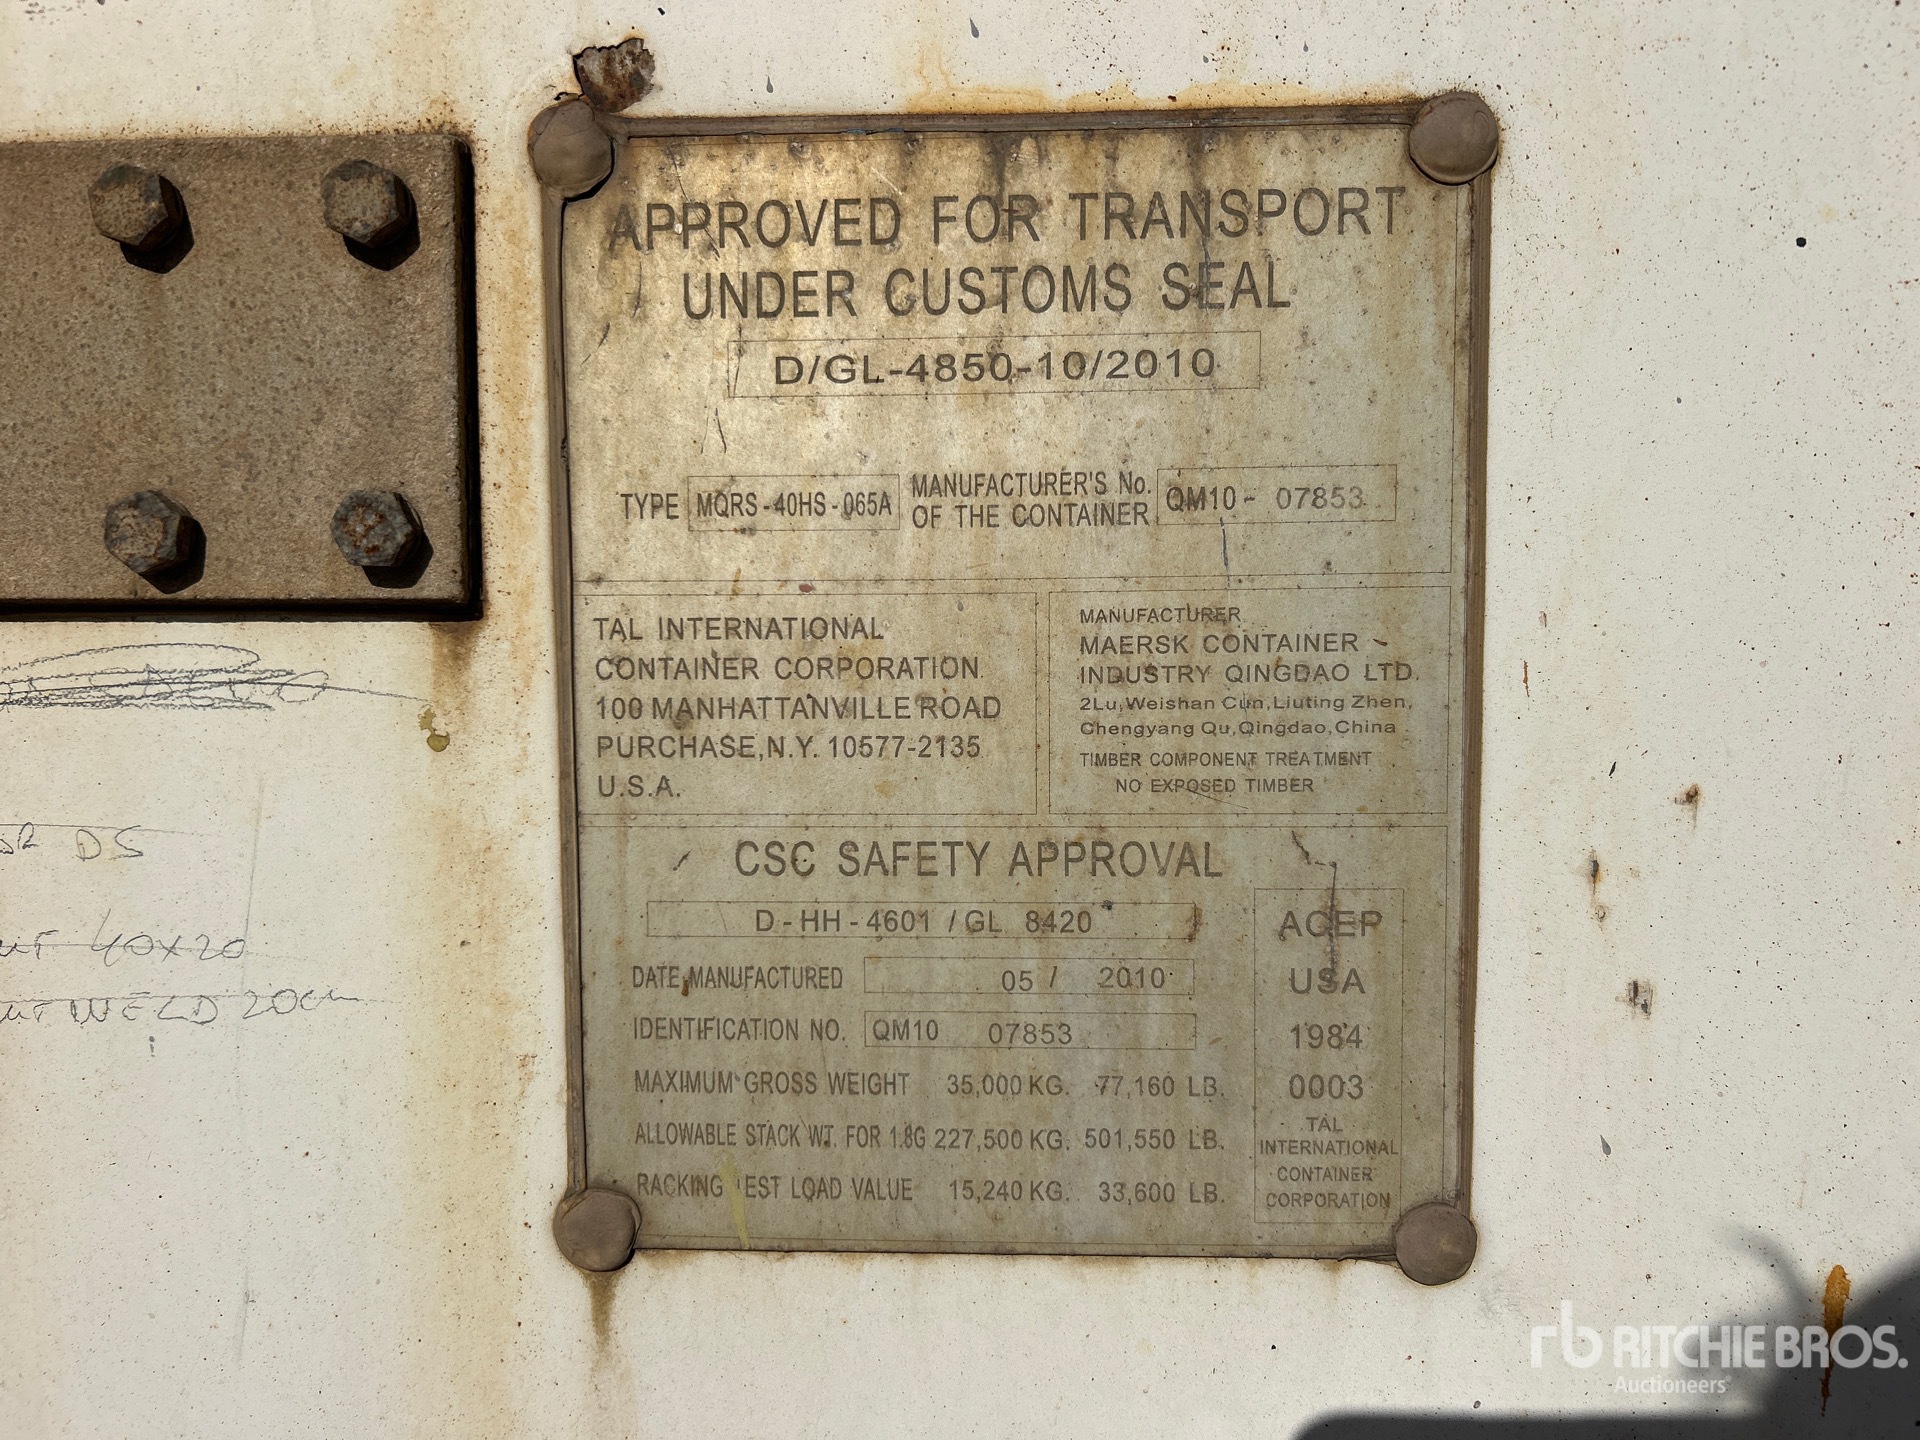 APPROVED FOR TRANSPORT
UNDER CUSTOMS SEAL
D/GL-4850-10/2010
TYPE MQRS-40HS-065A MANUFACTURER'S No. OF THE CONTAINER QM10- 07853
TAL INTERNATIONAL
CONTAINER CORPORATION
100 MANHATTANVILLE ROAD
PURCHASE,N.Y. 10577-2135
U.S.A.
MANUFACTURER
MAERSK CONTAINER
INDUSTRY QINGDAO LTD.
2Lu,Weishan Cun,Liuting Zhen,
Chengyang Qu,Qingdao,China
TIMBER COMPONENT TREATMENT
NO EXPOSED TIMBER
CSC SAFETY APPROVAL
D-HH-4601 /GL 8420
DATE MANUFACTURED 05 / 2010
IDENTIFICATION NO. QM10 07853
MAXIMUM GROSS WEIGHT 35,000 KG. 77,160 LB.
ALLOWABLE STACK WT. FOR 1.8G 227,500 KG. 501,550 LB.
RACKING TEST LOAD VALUE 15,240 KG. 33,600 LB.
ACEP
USA
1984
0003
TAL
INTERNATIONAL
CONTAINER
CORPORATION
DS
40x20
WELD 20cm
rb RITCHIE BROS.
Auctioneers